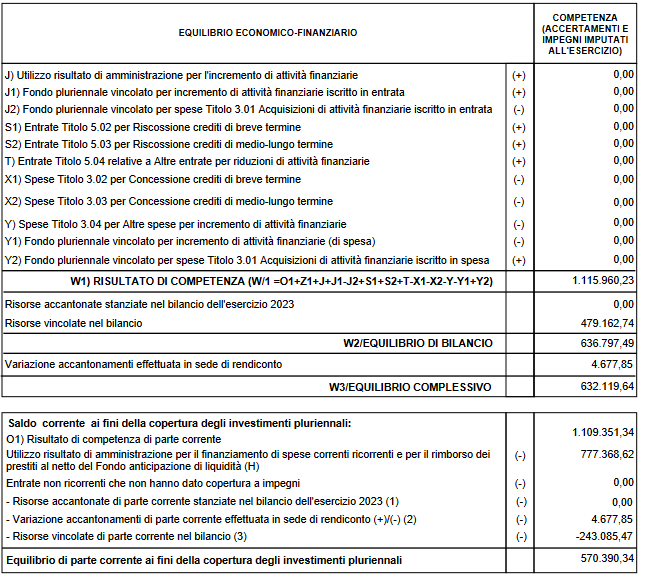 EQUILIBRIO ECONOMICO-FINANZIARIO COMPETENZA (ACCERTAMENTI E IMPEGNI IMPUTATI ALL'ESERCIZIO)
J) Utilizzo risultato di amministrazione per l'incremento di attività finanziarie (+) 0,00
J1) Fondo pluriennale vincolato per incremento di attività finanziarie iscritto in entrata (+) 0,00
J2) Fondo pluriennale vincolato per spese Titolo 3.01 Acquisizioni di attività finanziarie iscritto in entrata (-) 0,00
S1) Entrate Titolo 5.02 per Riscossione crediti di breve termine (+) 0,00
S2) Entrate Titolo 5.03 per Riscossione crediti di medio-lungo termine (+) 0,00
T) Entrate Titolo 5.04 relative a Altre entrate per riduzioni di attività finanziarie (+) 0,00
X1) Spese Titolo 3.02 per Concessione crediti di breve termine (-) 0,00
X2) Spese Titolo 3.03 per Concessione crediti di medio-lungo termine (-) 0,00
Y) Spese Titolo 3.04 per Altre spese per incremento di attività finanziarie (-) 0,00
Y1) Fondo pluriennale vincolato per incremento di attività finanziarie (di spesa) (-) 0,00
Y2) Fondo pluriennale vincolato per spese Titolo 3.01 Acquisizioni di attività finanziarie iscritto in spesa (+) 0,00
W1) RISULTATO DI COMPETENZA (W/1 =O1+Z1+J+J1-J2+S1+S2+T-X1-X2-Y-Y1+Y2) 1.115.960,23
Risorse accantonate stanziate nel bilancio dell'esercizio 2023 0,00
Risorse vincolate nel bilancio 479.162,74
W2/EQUILIBRIO DI BILANCIO 636.797,49
Variazione accantonamenti effettuata in sede di rendiconto 4.677,85
W3/EQUILIBRIO COMPLESSIVO 632.119,64
Saldo corrente ai fini della copertura degli investimenti pluriennali:
O1) Risultato di competenza di parte corrente 1.109.351,34
Utilizzo risultato di amministrazione per il finanziamento di spese correnti ricorrenti e per il rimborso dei (-) 777.368,62
prestiti al netto del Fondo anticipazione di liquidità (H)
Entrate non ricorrenti che non hanno dato copertura a impegni (-) 0,00
- Risorse accantonate di parte corrente stanziate nel bilancio dell'esercizio 2023 (1) (-) 0,00
- Variazione accantonamenti di parte corrente effettuata in sede di rendiconto (+)/(-) (2) (-) 4.677,85
- Risorse vincolate di parte corrente nel bilancio (3) (-) -243.085,47
Equilibrio di parte corrente ai fini della copertura degli investimenti pluriennali 570.390,34